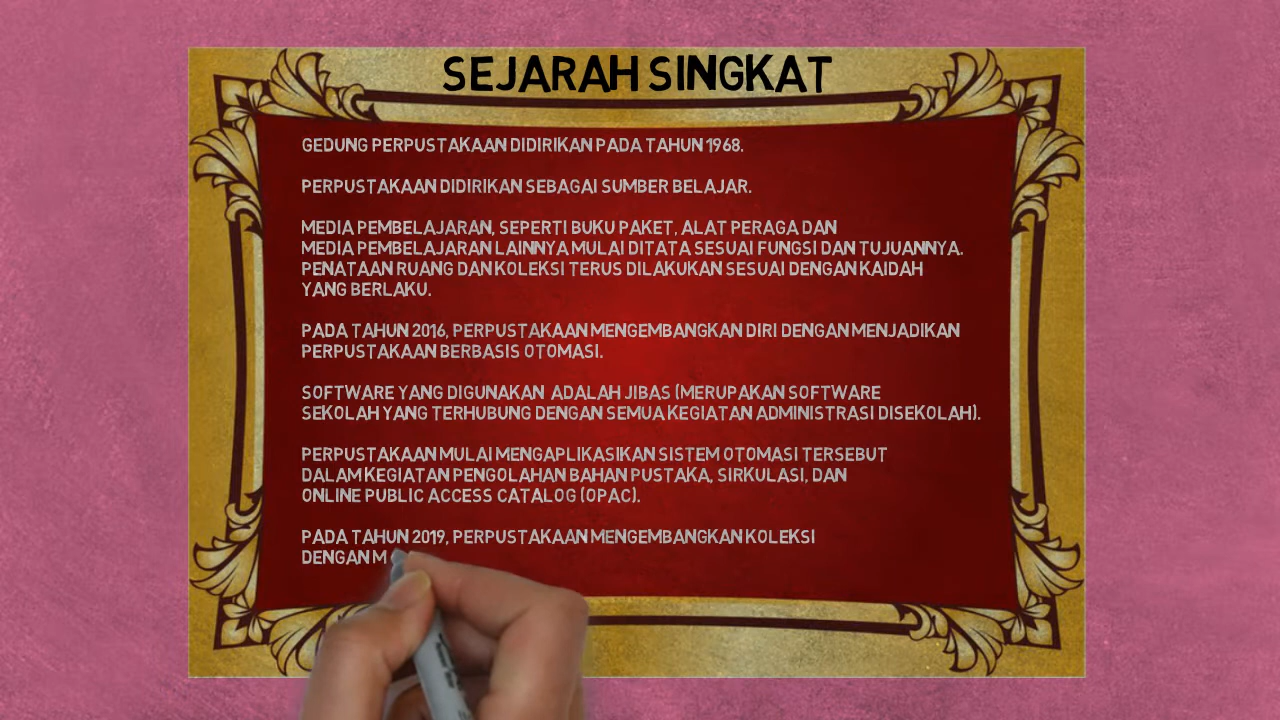 SEJARAH SINGKAT
GEDUNG PERPUSTAKAAN DIDIRIKAN PADA TAHUN 1968.
PERPUSTAKAAN DIDIRIKAN SEBAGAI SUMBER BELAJAR.
MEDIA PEMBELAJARAN, SEPERTI BUKU PAKET, ALAT PERAGA DAN
MEDIA PEMBELAJARAN LAINNYA MULAI DITATA SESUAI FUNGSI DAN TUJUANNYA.
PENATAAN RUANG DAN KOLEKSI TERUS DILAKUKAN SESUAI DENGAN KAIDAH
YANG BERLAKU.
PADA TAHUN 2016, PERPUSTAKAAN MENGEMBANGKAN DIRI DENGAN MENJADIKAN
PERPUSTAKAAN BERBASIS OTOMASI.
SOFTWARE YANG DIGUNAKAN ADALAH JIBAS (MERUPAKAN SOFTWARE
SEKOLAH YANG TERHUBUNG DENGAN SEMUA KEGIATAN ADMINISTRASI DISEKOLAH).
PERPUSTAKAAN MULAI MENGAPLIKASIKAN SISTEM OTOMASI TERSEBUT
DALAM KEGIATAN PENGOLAHAN BAHAN PUSTAKA, SIRKULASI, DAN
ONLINE PUBLIC ACCESS CATALOG (OPAC).
PADA TAHUN 2019, PERPUSTAKAAN MENGEMBANGKAN KOLEKSI
DENGAN M